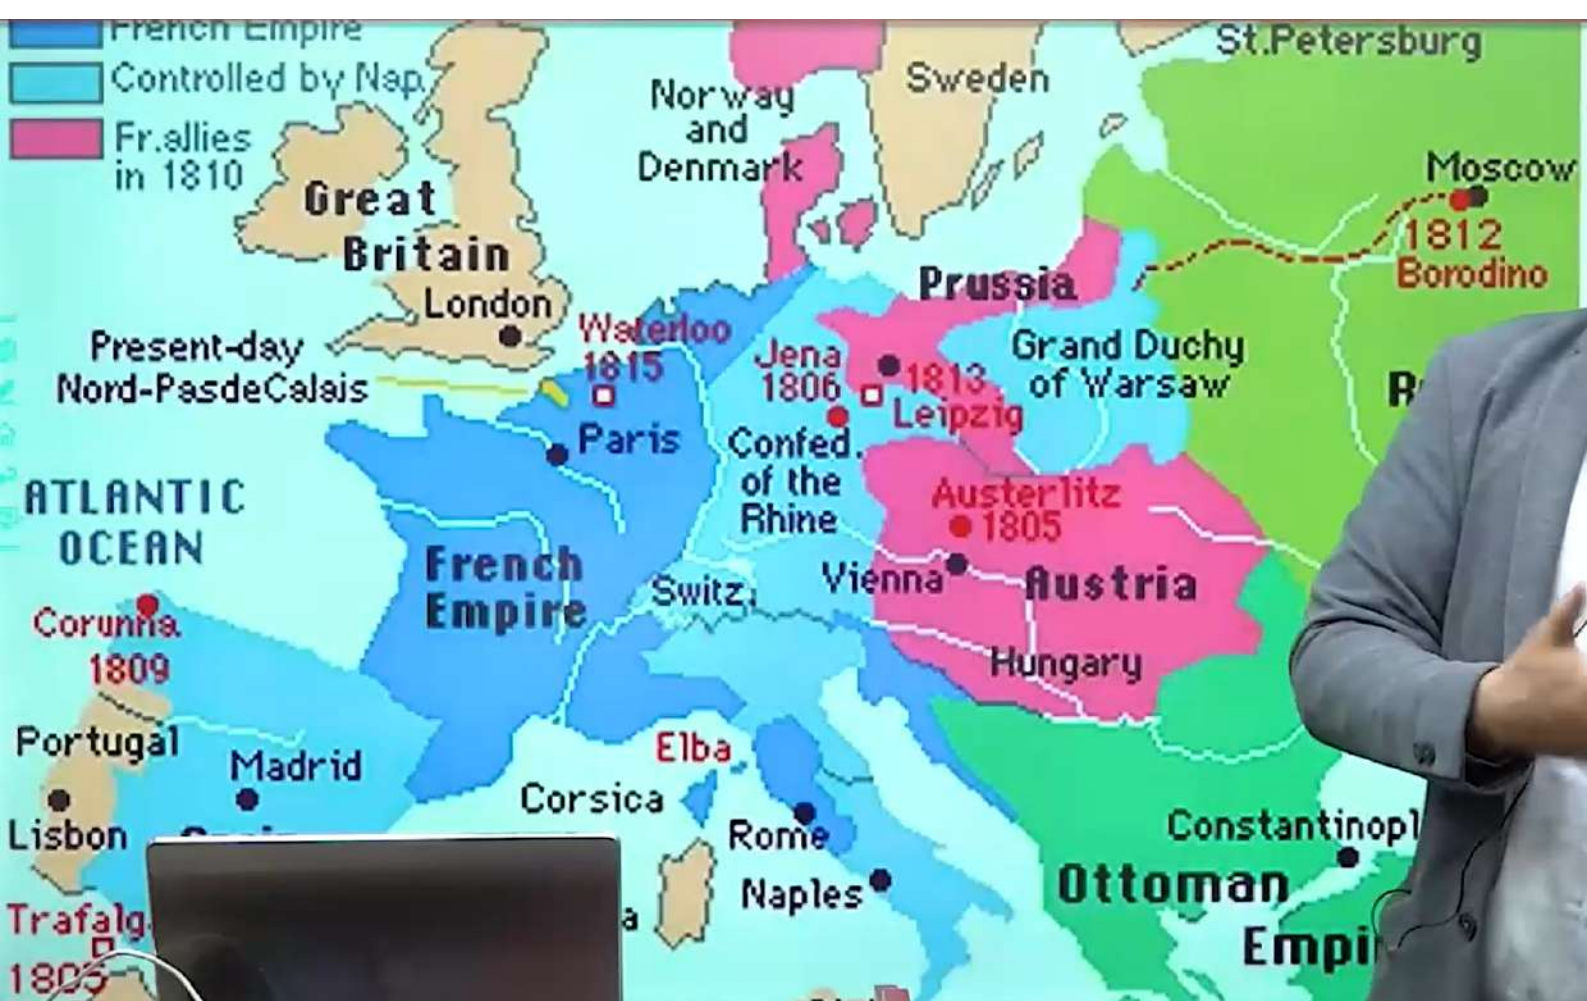 French Empire
Controlled by Nap.
Fr.allies
in 1810
St.Petersburg
Sweden
Norway
and
Denmark
Moscow
1812
Borodino
Great
Britain
London
Prussia
Present-day
Nord-PasdeCalais
Waterloo
1815
Jena
1806
1813
Leipzig
Grand Duchy
of Warsaw
R
Paris
Confed.
of the
Rhine
ATLANTIC
OCEAN
Austerlitz
1805
French
Empire
Switz.
Vienna
Austria
Corunna
1809
Hungary
Portugal
Madrid
Elba
Corsica
Lisbon
Rome
Naples
Constantinopl
Ottoman
Empi
Trafalg
1805
a